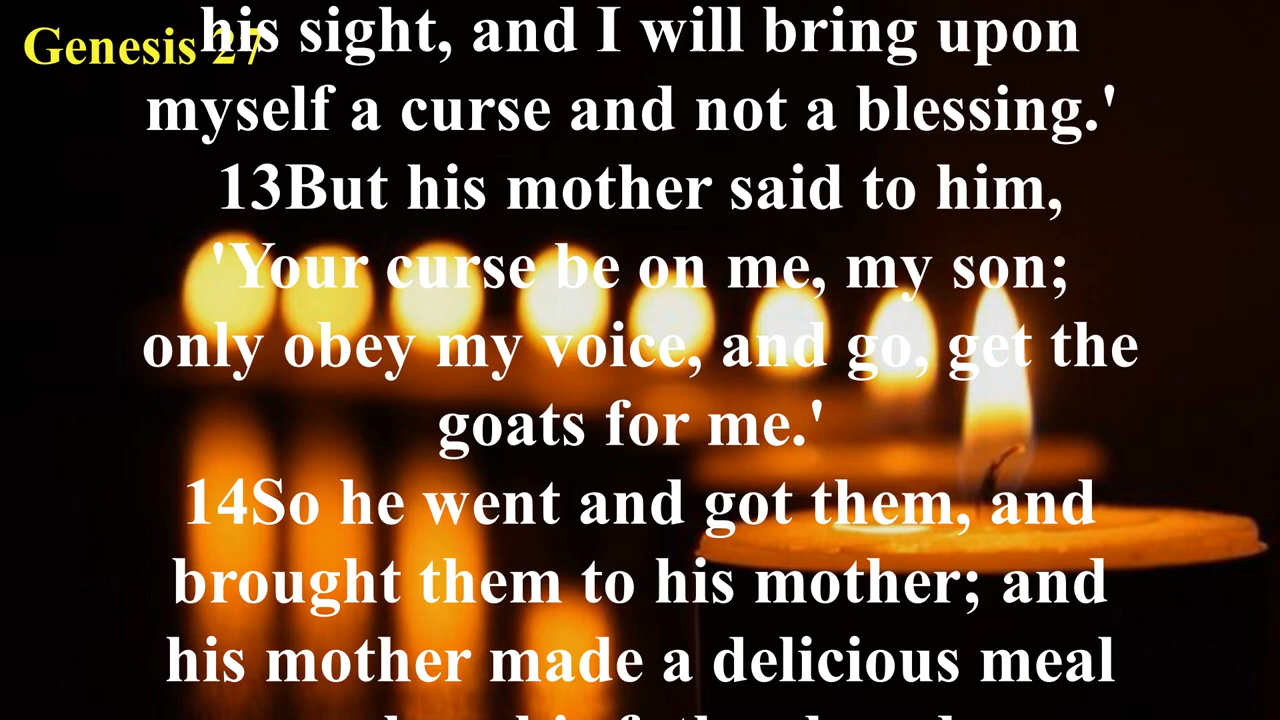 Genesis 27
his sight, and I will bring upon
myself a curse and not a blessing.'
13But his mother said to him,
'Your curse be on me, my son;
only obey my voice, and go, get the
goats for me.'
14So he went and got them, and
brought them to his mother; and
his mother made a delicious meal